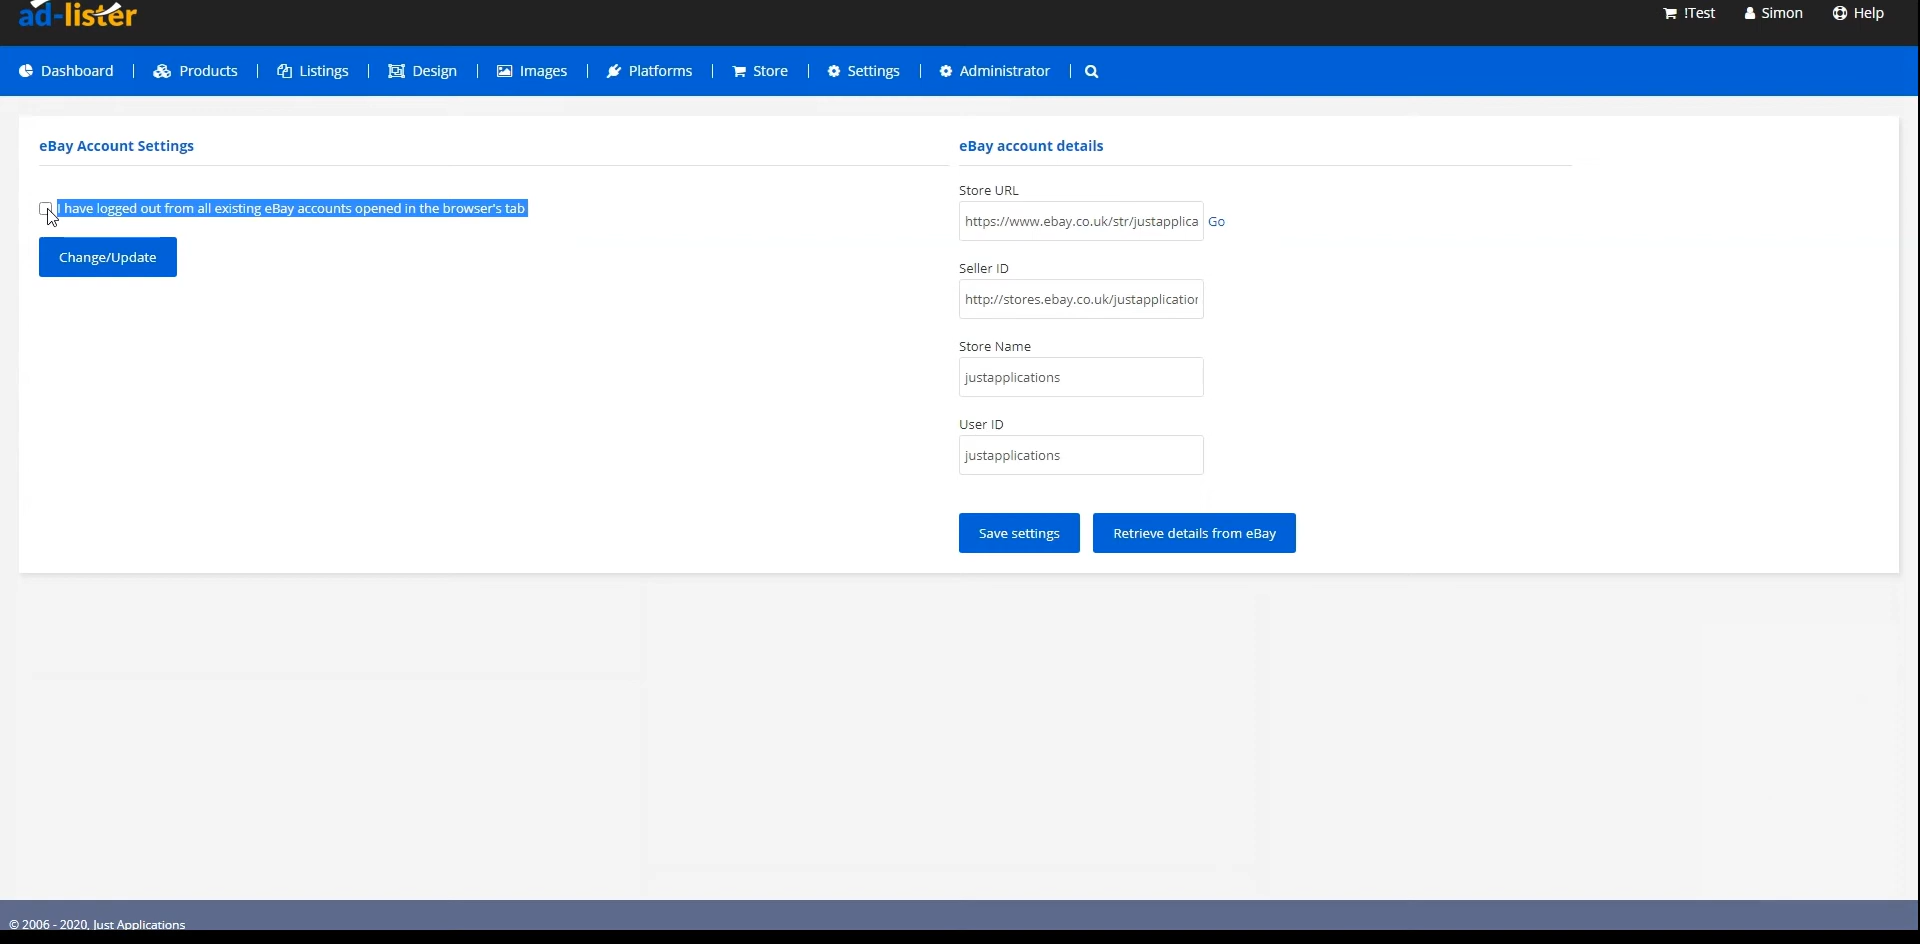 ad-lister
!Test Simon Help
Dashboard Products Listings Design Images Platforms Store Settings Administrator
eBay Account Settings
I have logged out from all existing eBay accounts opened in the browser's tab
Change/Update
eBay account details
Store URL
https://www.ebay.co.uk/str/justapplica Go
Seller ID
http://stores.ebay.co.uk/justapplication
Store Name
justapplications
User ID
justapplications
Save settings Retrieve details from eBay
© 2006 - 2020, Just Applications